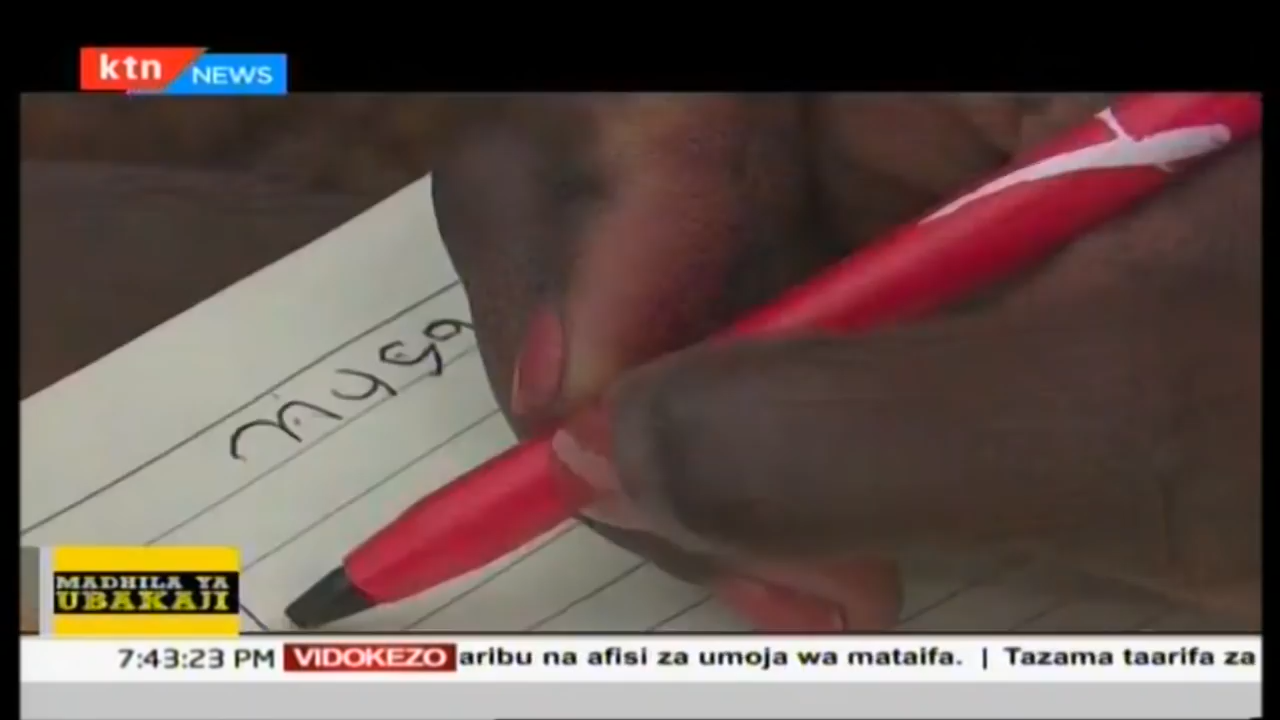 ktn NEWS
musa
MADHILA YA
UBAKAJI
7:43:23 PM VIDOKEZO aribu na afisi za umoja wa mataifa. | Tazama taarifa za